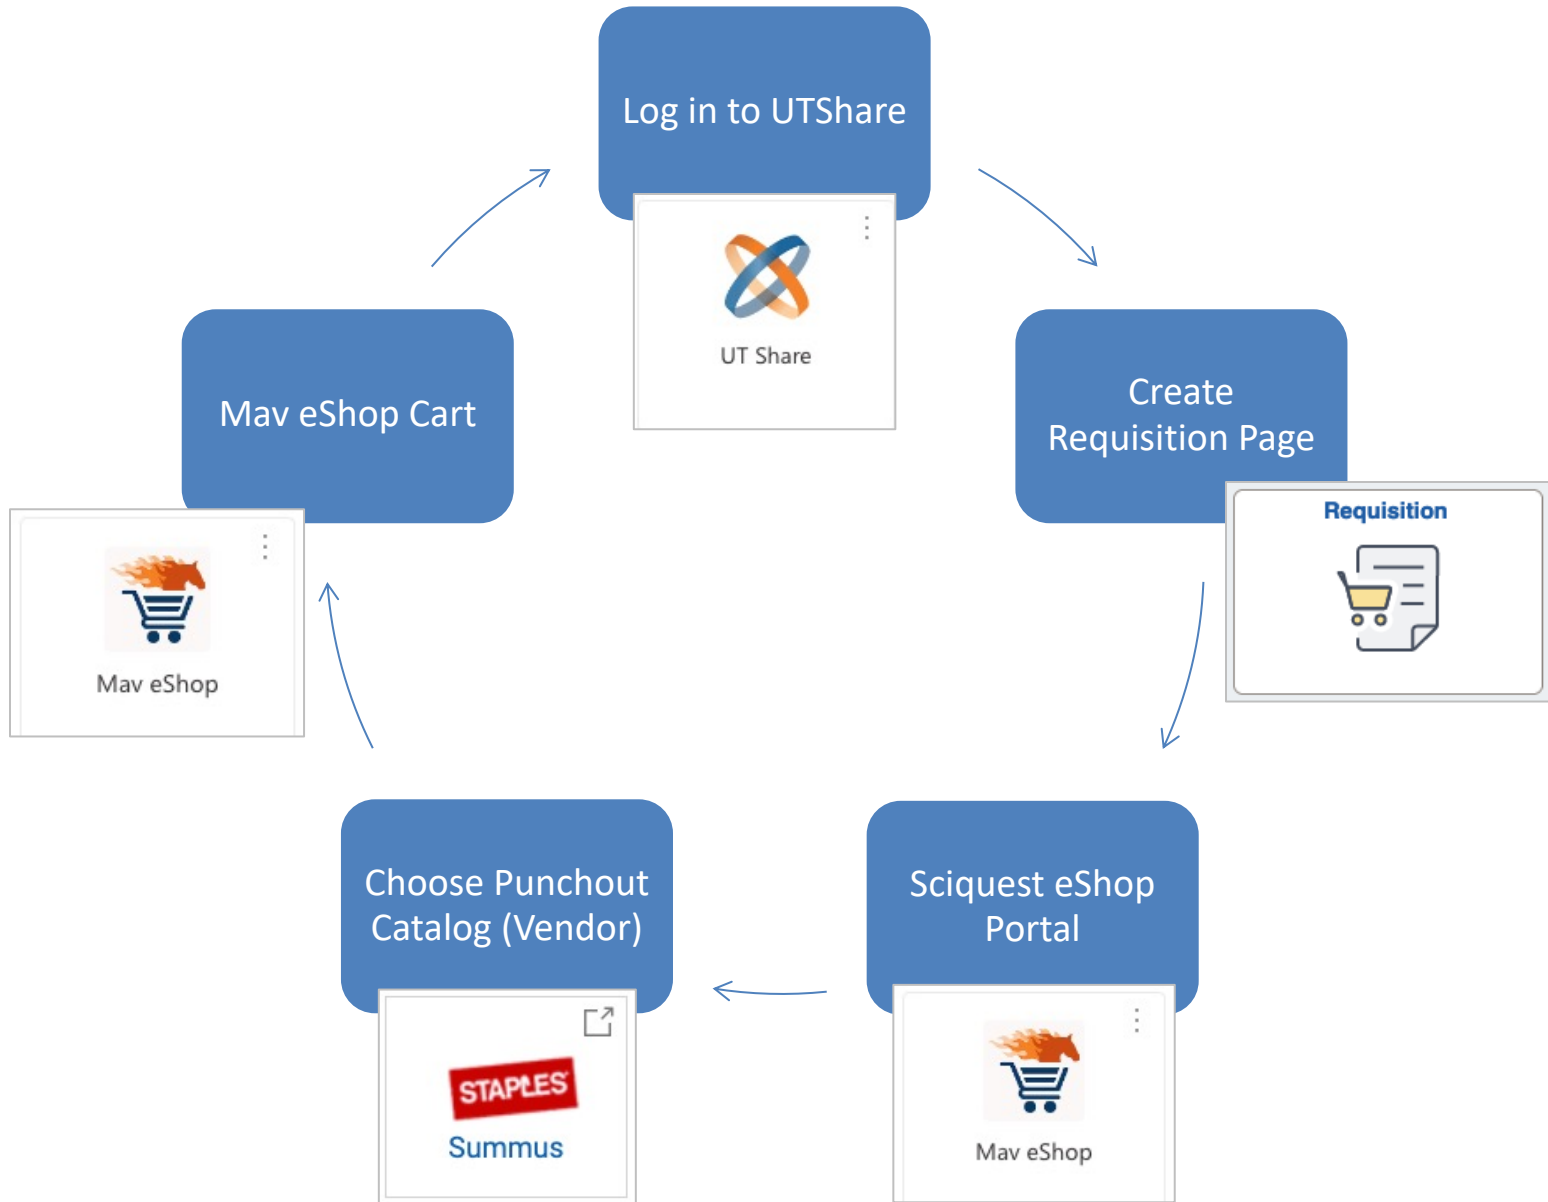 Log in to UTShare
UT Share
Create
Requisition Page
Requisition
Sciquest eShop
Portal
Mav eShop
Choose Punchout
Catalog (Vendor)
STAPLES
Summus
Mav eShop Cart
Mav eShop